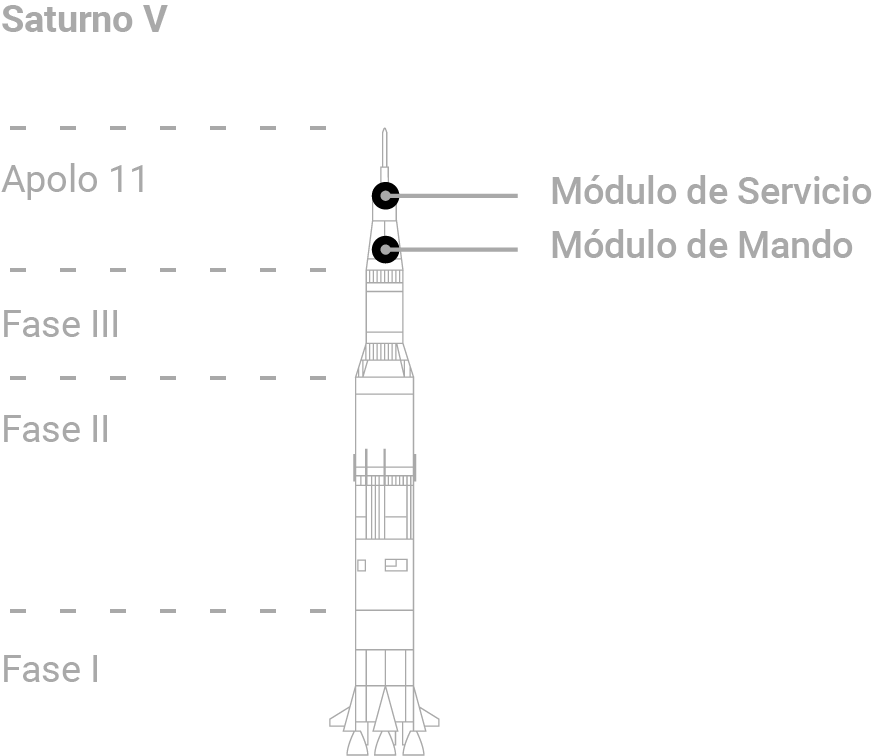 Saturno V
Apolo 11
Módulo de Servicio
Módulo de Mando
Fase III
Fase II
Fase I